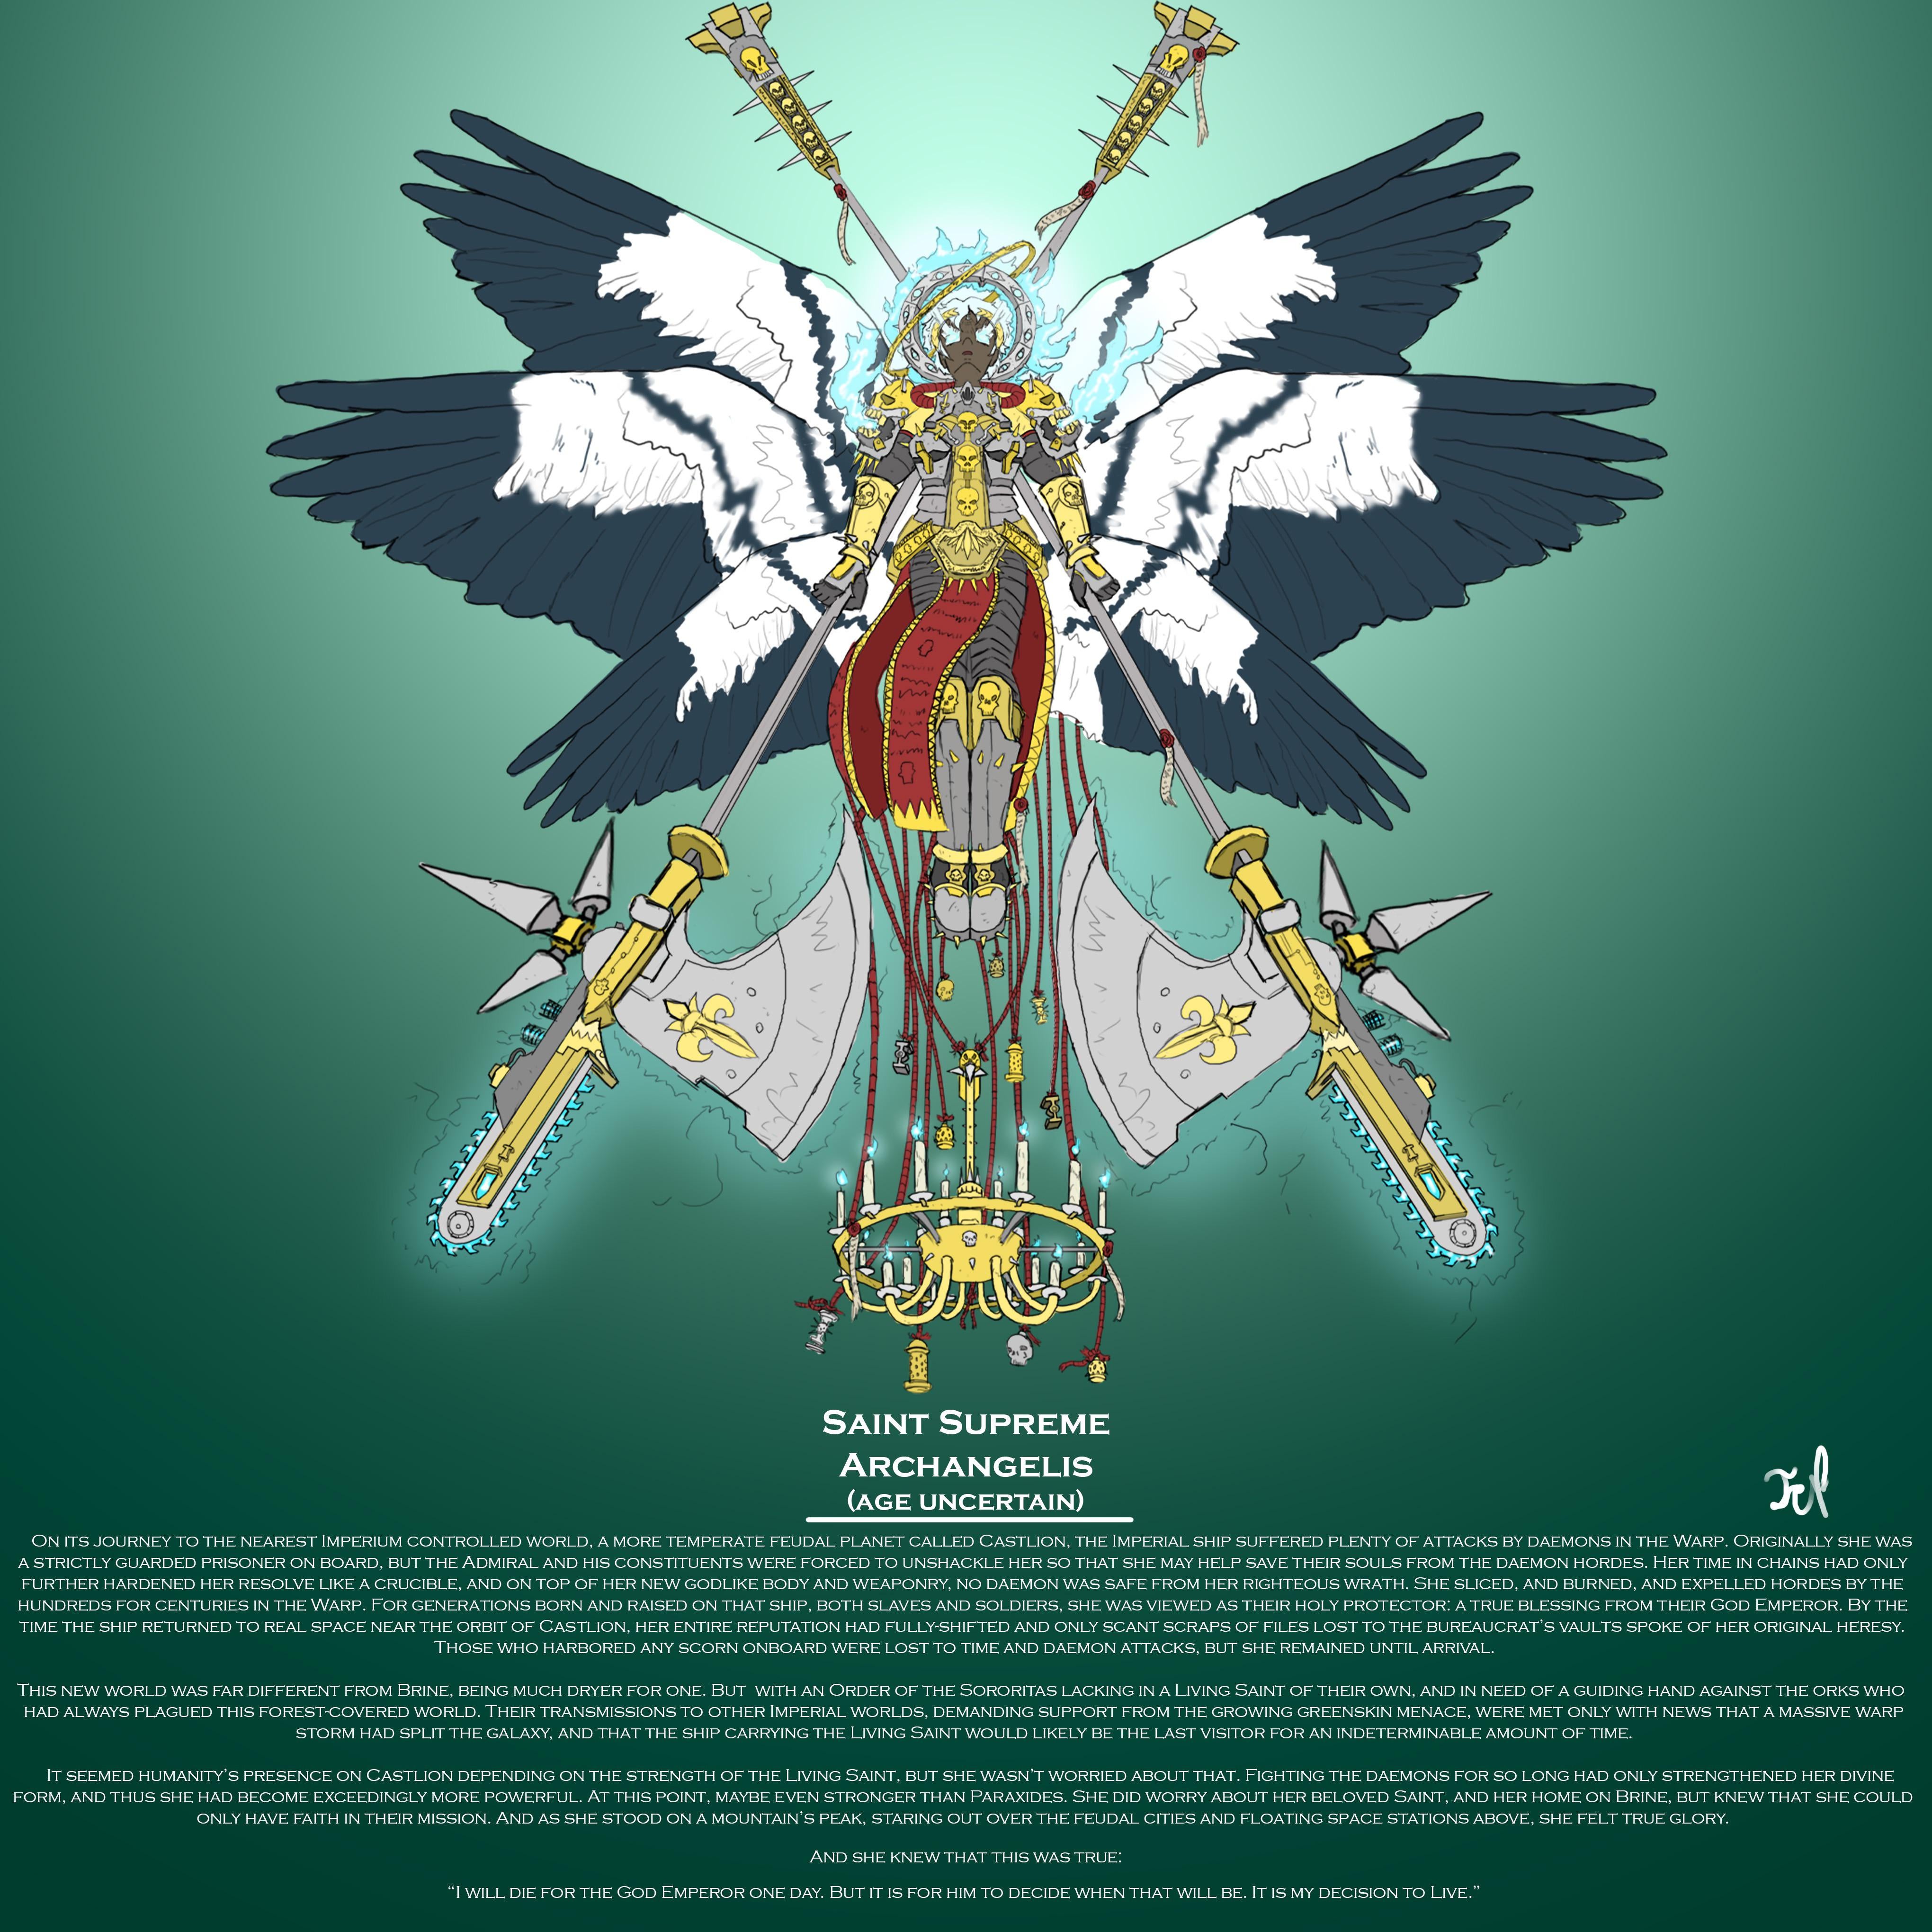 Saint Supreme
Archangelis
(age uncertain)
On its journey to the nearest Imperium controlled world, a more temperate feudal planet called Castlion, the Imperial ship suffered plenty of attacks by daemons in the Warp. Originally she was
a strictly guarded prisoner on board, but the Admiral and his constituents were forced to unshackle her so that she may help save their souls from the daemon hordes. Her time in chains had only
further hardened her resolve like a crucible, and on top of her new godlike body and weaponry, no daemon was safe from her righteous wrath. She sliced, and burned, and expelled hordes by the
hundreds for centuries in the Warp. For generations born and raised on that ship, both slaves and soldiers, she was viewed as their holy protector: a true blessing from their God Emperor. By the
time the ship returned to real space near the orbit of Castlion, her entire reputation had fully-shifted and only scant scraps of files lost to the bureaucrat's vaults spoke of her original heresy.
Those who harbored any scorn onboard were lost to time and daemon attacks, but she remained until arrival.
This new world was far different from Brine, being much dryer for one. But with an Order of the Sororitas lacking in a Living Saint of their own, and in need of a guiding hand against the orks who
had always plagued this forest-covered world. Their transmissions to other Imperial worlds, demanding support from the growing greenskin menace, were met only with news that a massive warp
storm had split the galaxy, and that the ship carrying the Living Saint would likely be the last visitor for an indeterminable amount of time.
It seemed humanity's presence on Castlion depending on the strength of the Living Saint, but she wasn't worried about that. Fighting the daemons for so long had only strengthened her divine
form, and thus she had become exceedingly more powerful. At this point, maybe even stronger than Paraxides. She did worry about her beloved Saint, and her home on Brine, but knew that she could
only have faith in their mission. And as she stood on a mountain's peak, staring out over the feudal cities and floating space stations above, she felt true glory.
And she knew that this was true:
"I will die for the God Emperor one day. But it is for him to decide when that will be. It is my decision to Live."